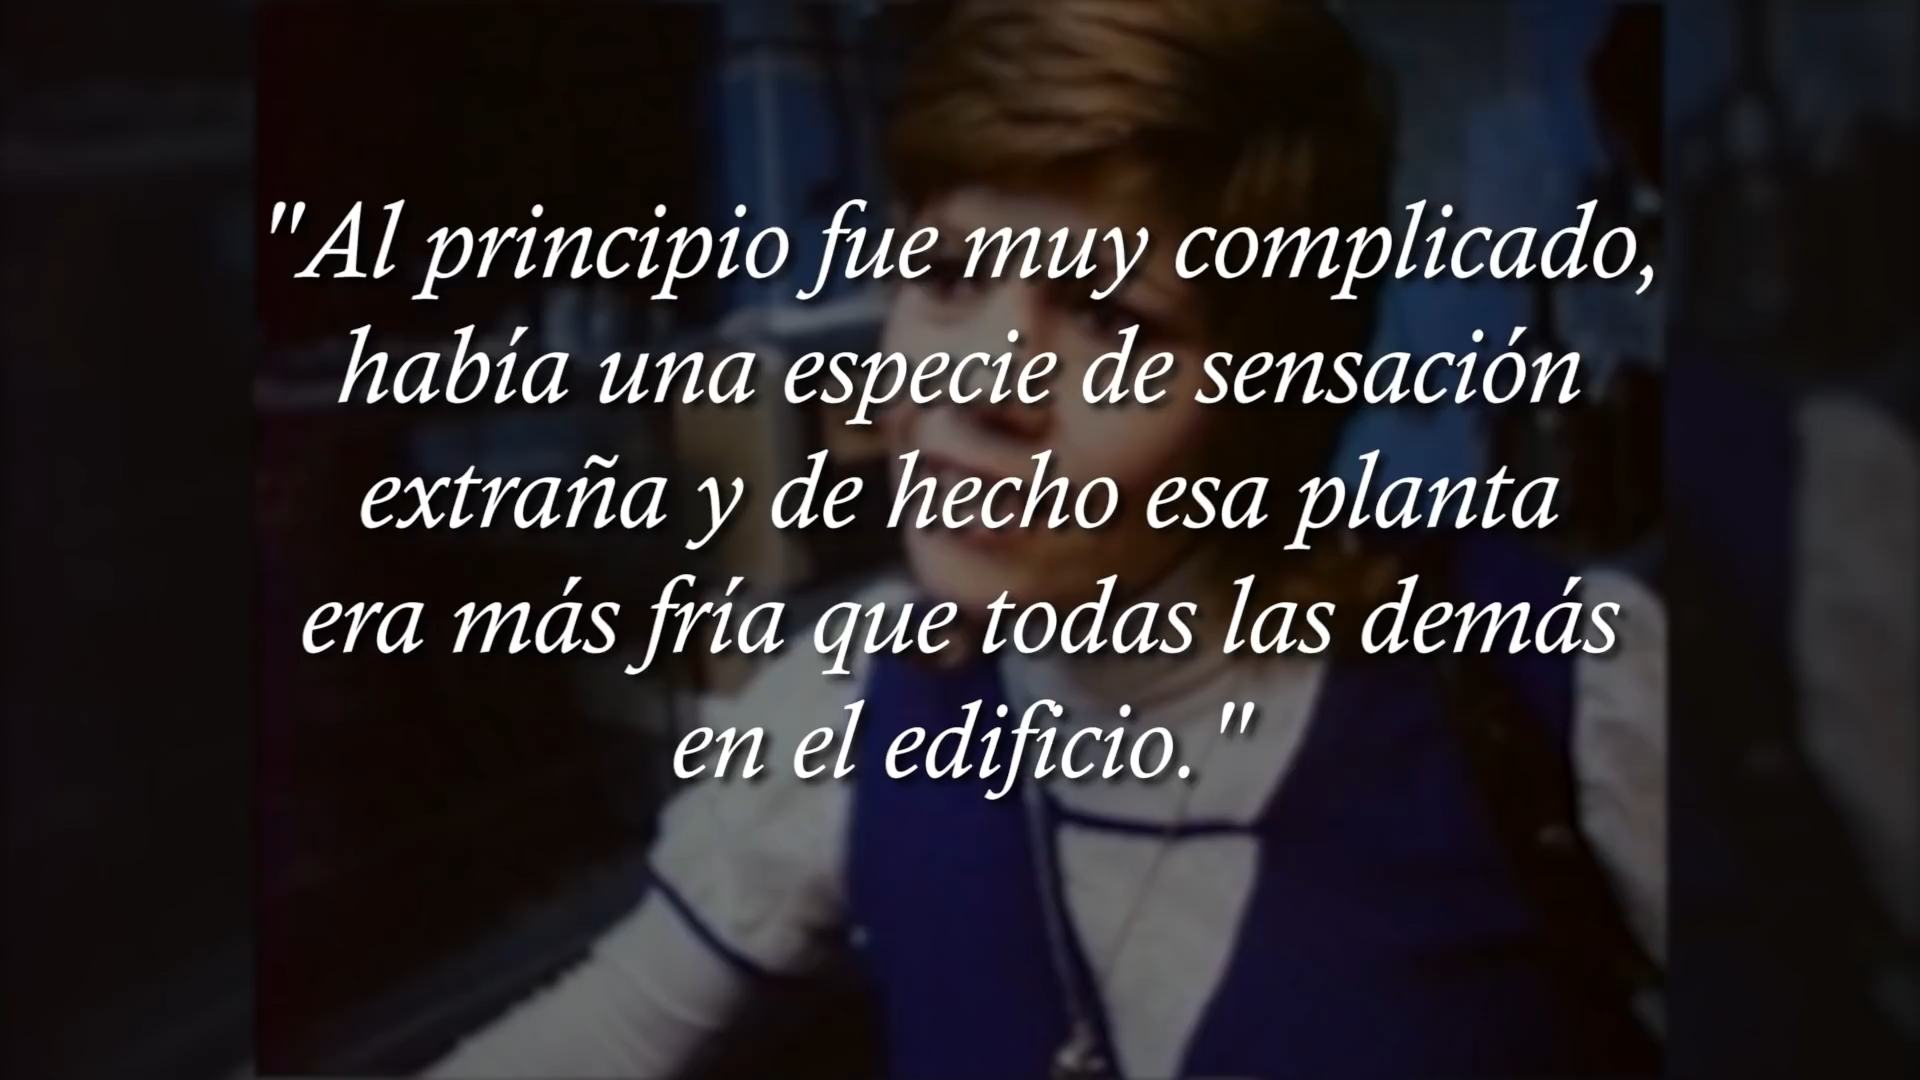 "Al principio fue muy complicado,
había una especie de sensación
extraña y de hecho esa planta
era más fría que todas las demás
en el edificio."